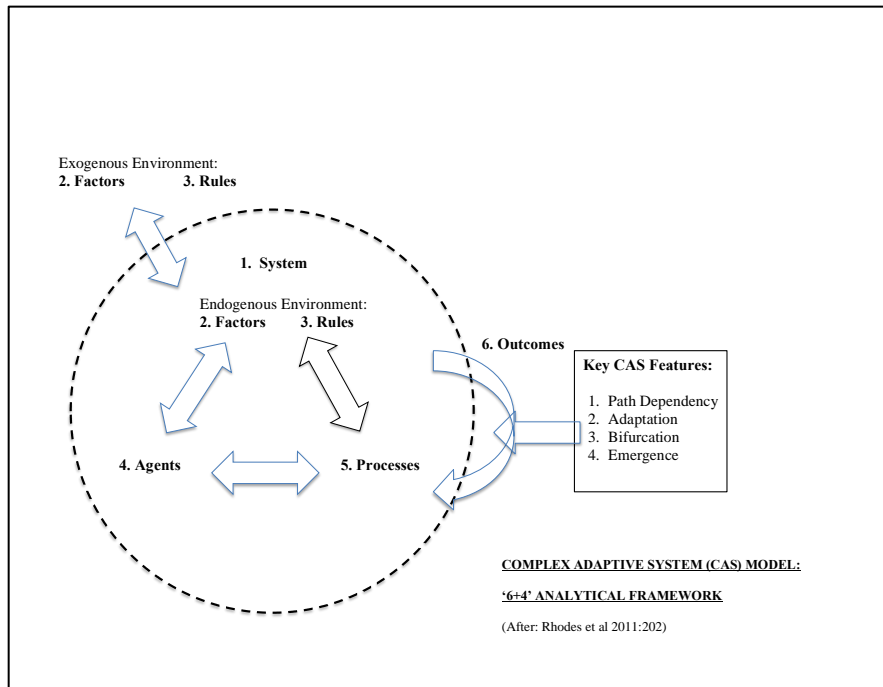 Exogenous Environment:
2. Factors 3. Rules
1. System
Endogenous Environment:
2. Factors 3. Rules
6. Outcomes
Key CAS Features:
1. Path Dependency
2. Adaptation
3. Bifurcation
4. Emergence
4. Agents
5. Processes
COMPLEX ADAPTIVE SYSTEM (CAS) MODEL:
‘6+4’ ANALYTICAL FRAMEWORK
(After: Rhodes et al 2011:202)